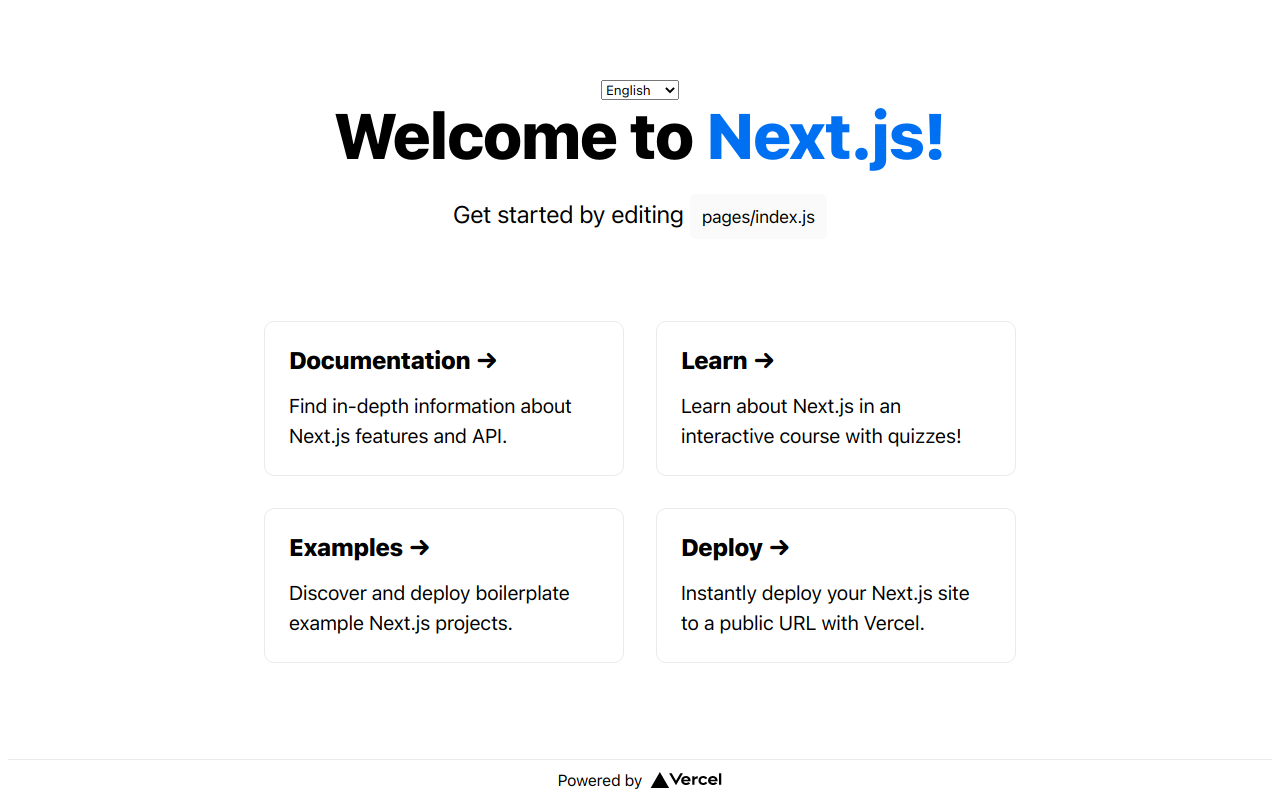 English
Welcome to Next.js!
Get started by editing pages/index.js
Documentation →
Find in-depth information about
Next.js features and API.
Learn →
Learn about Next.js in an
interactive course with quizzes!
Examples →
Discover and deploy boilerplate
example Next.js projects.
Deploy →
Instantly deploy your Next.js site
to a public URL with Vercel.
Powered by Vercel